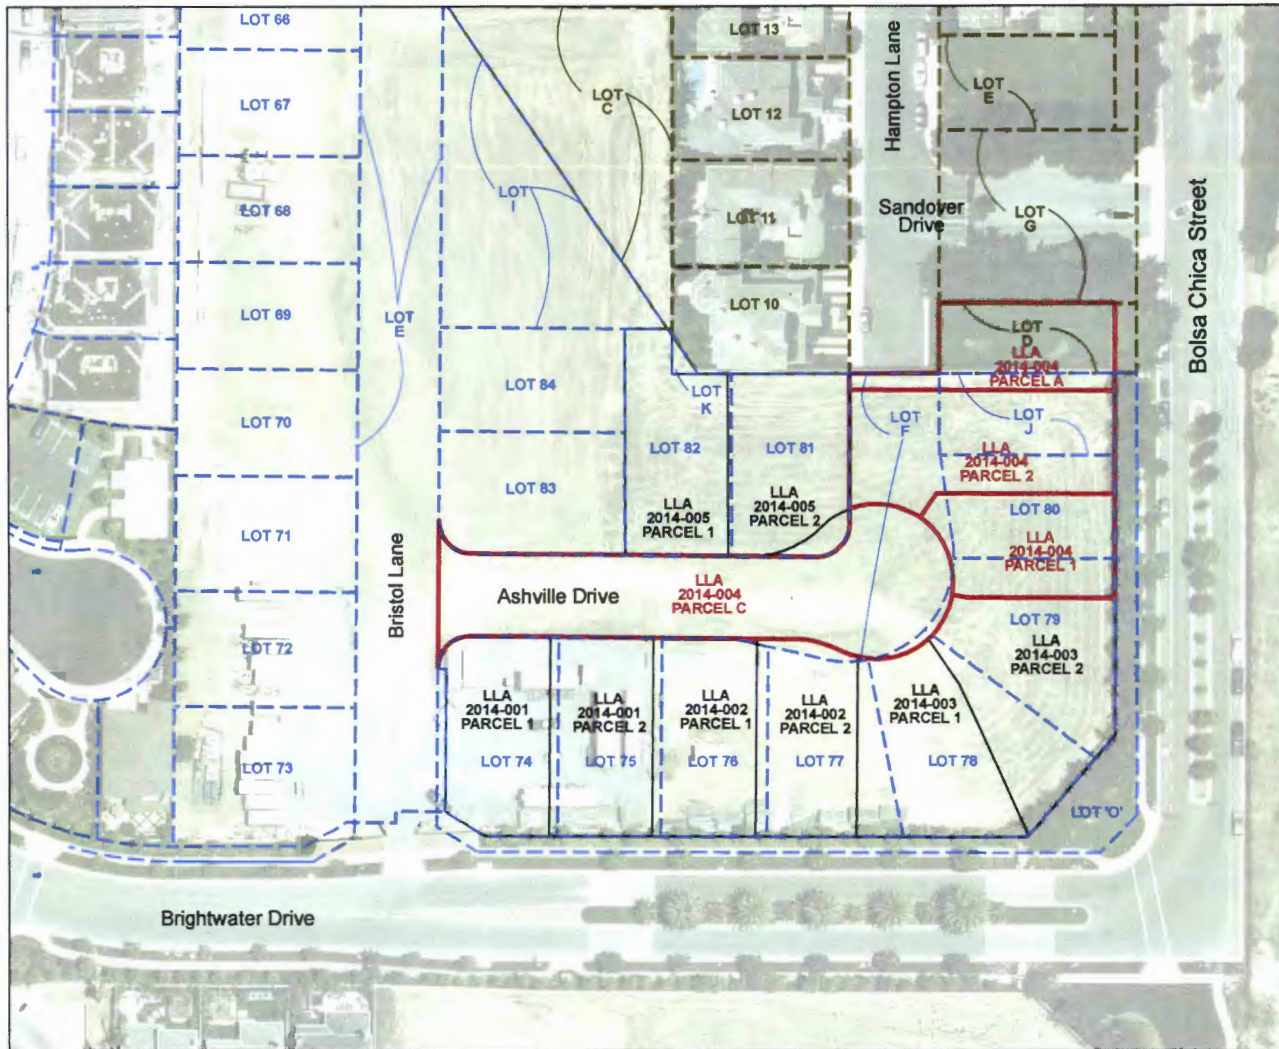 LOT 66
LOT 67
LOT 68
LOT 69
LOT 70
LOT 71
LOT 72
LOT 73
LOT
E
Bristol Lane
LOT
I
LOT
C
LOT 13
LOT 12
LOT 11
LOT 10
Hampton Lane
Sandover
Drive
LOT
E
LOT
G
LOT
D
Bolsa Chica Street
LLA
2014-004
PARCEL A
LOT 84
LOT 83
LOT
K
LOT 82
LLA
2014-005
PARCEL 1
LOT 81
LLA
2014-005
PARCEL 2
LOT
F
LOT
J
LLA
2014-004
PARCEL 2
LOT 80
LLA
2014-004
PARCEL 1
Ashville Drive
LLA
2014-004
PARCEL C
LOT 79
LLA
2014-003
PARCEL 2
LLA
2014-001
PARCEL 1
LOT 74
LLA
2014-001
PARCEL 2
LOT 75
LLA
2014-002
PARCEL 1
LOT 76
LLA
2014-002
PARCEL 2
LOT 77
LLA
2014-003
PARCEL 1
LOT 78
LOT 'O'
Brightwater Drive